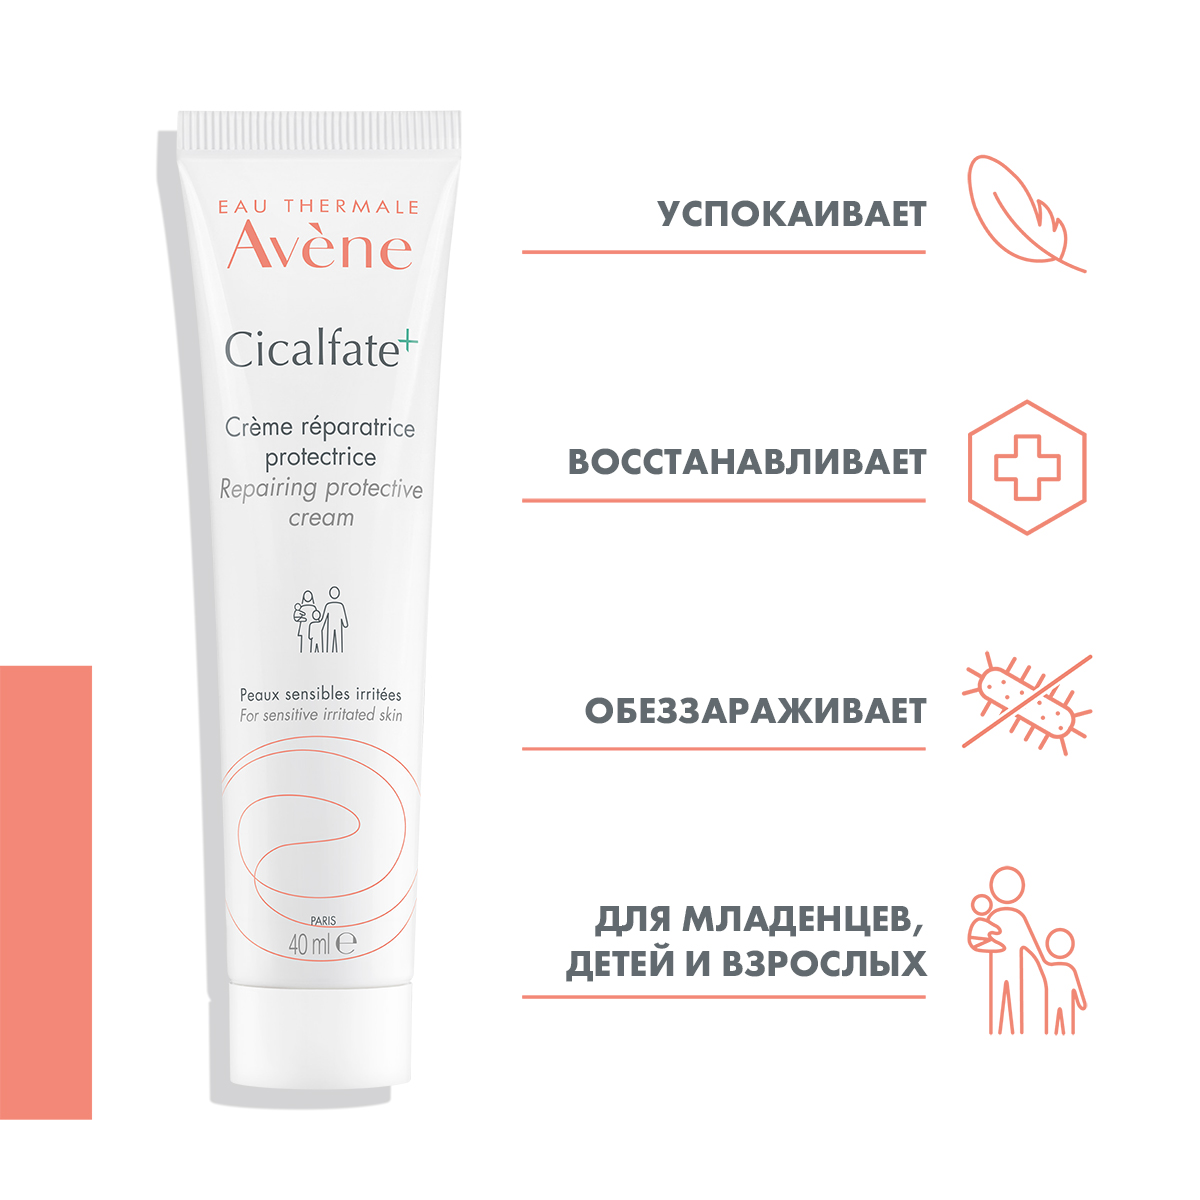 EAU THERMALE
Avène
Cicalfate+
Crème réparatrice
protectrice
Repairing protective
cream
Peaux sensibles irritées
For sensitive irritated skin
PARIS
40 ml e
УСПОКАИВАЕТ
ВОССТАНАВЛИВАЕТ
ОБЕЗЗАРАЖИВАЕТ
ДЛЯ МЛАДЕНЦЕВ,
ДЕТЕЙ И ВЗРОСЛЫХ